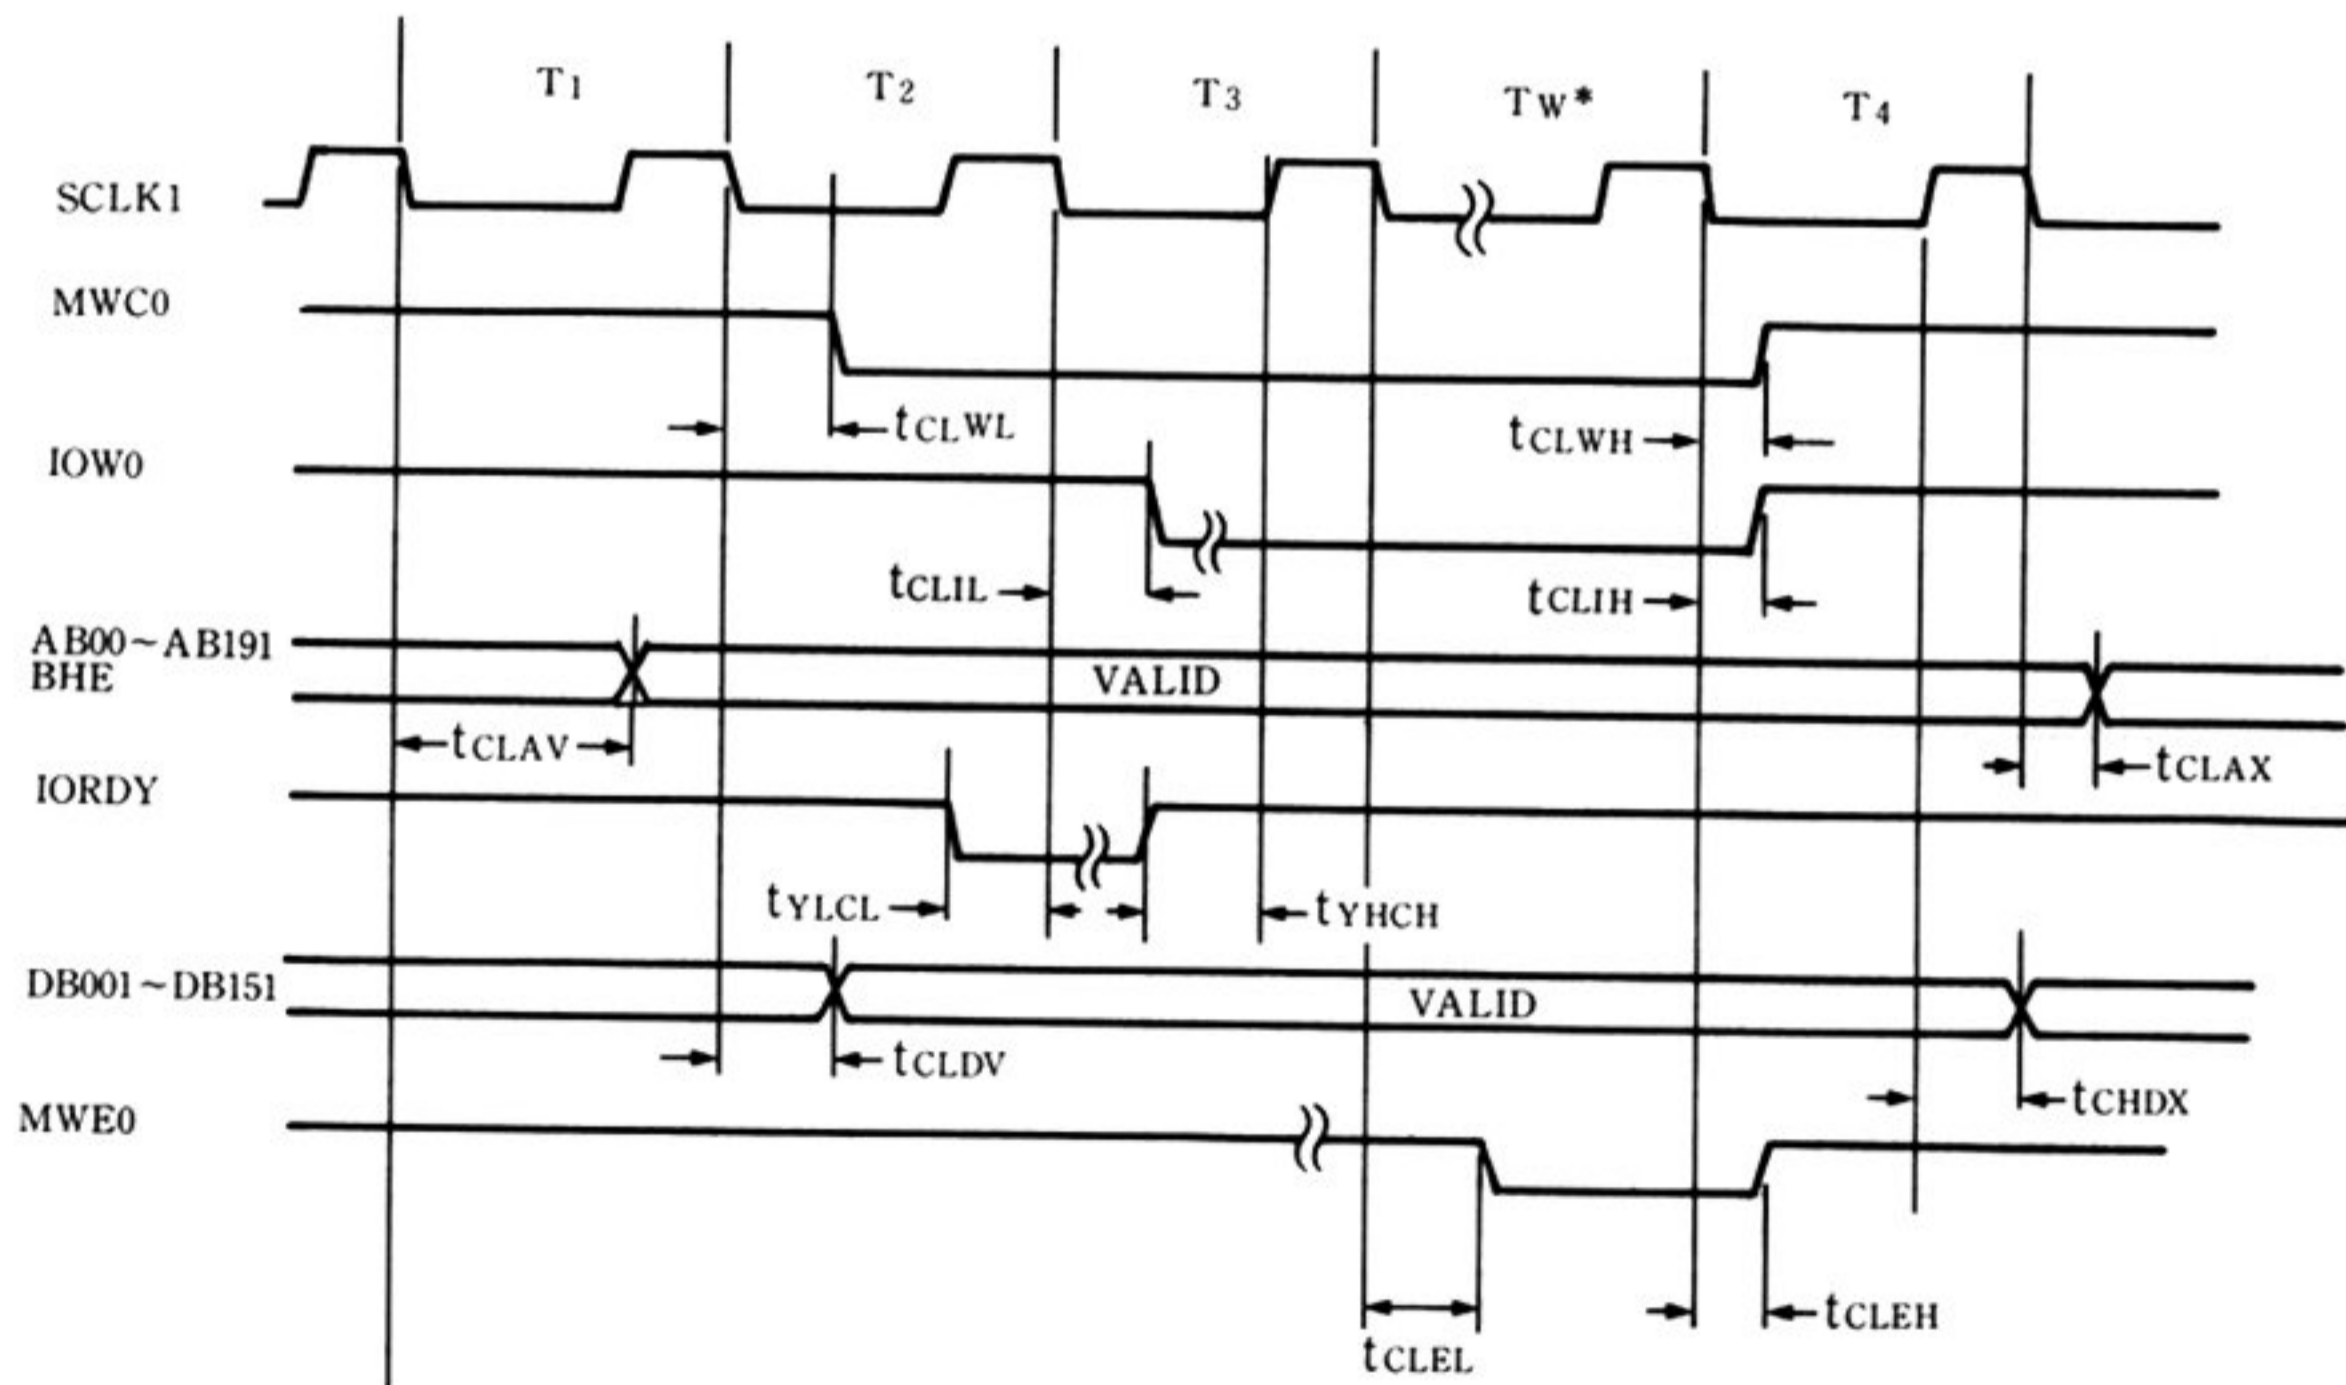 T1 T2 T3 TW* T4
SCLK1
MWC0
tCLWL tCLWH
IOW0
tCLIL tCLIH
AB00~AB191
BHE
VALID
tCLAV tCLAX
IORDY
tYLCL tYHCH
DB001~DB151
VALID
tCLDV tCHDX
MWE0
tCLEH
tCLEL